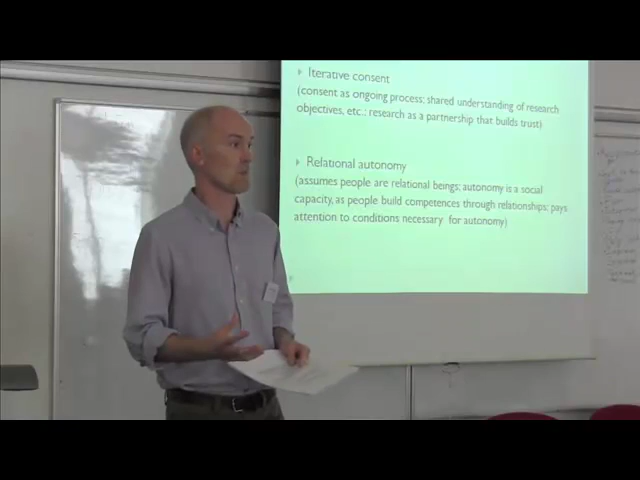 Iterative consent
(consent as ongoing process; shared understanding of research
objectives, etc.; research as a partnership that builds trust)
Relational autonomy
(assumes people are relational beings; autonomy is a social
capacity, as people build competences through relationships; pays
attention to conditions necessary for autonomy)